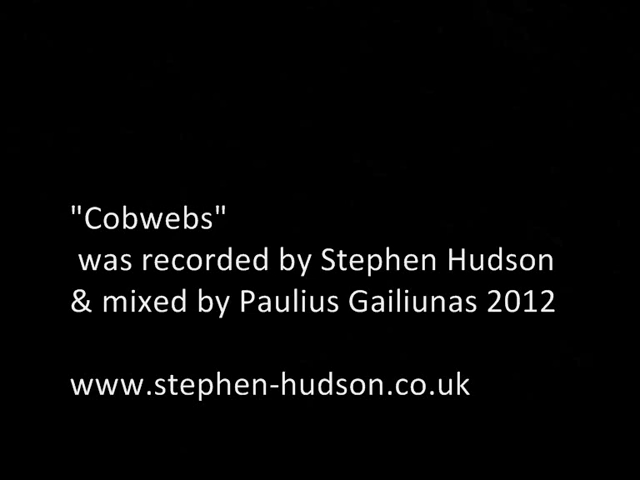 "Cobwebs"
was recorded by Stephen Hudson
& mixed by Paulius Gailiunas 2012
www.stephen-hudson.co.uk